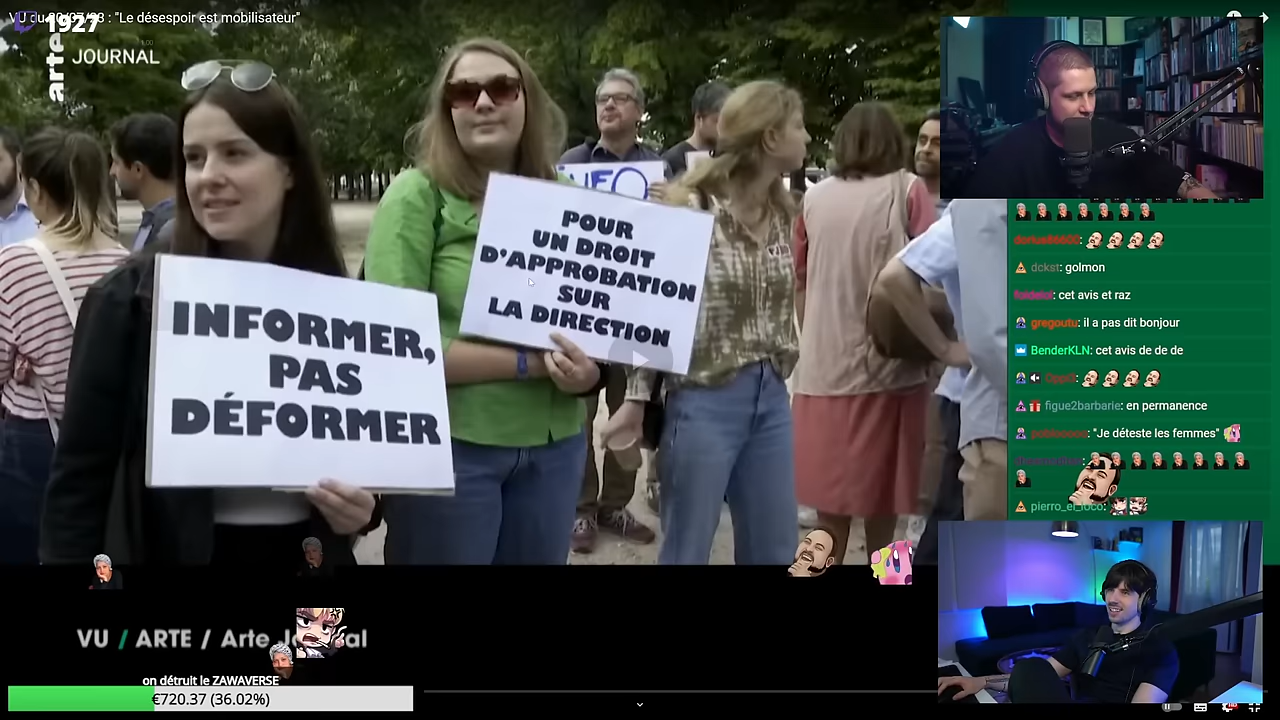 VU du 20/07/23 : "Le désespoir est mobilisateur"
1927
arte
JOURNAL
INFO
POUR
UN DROIT
D'APPROBATION
SUR
LA DIRECTION
INFORMER,
PAS
DÉFORMER
dckst: golmon
cet avis et raz
gregoutu: il a pas dit bonjour
BenderKLN: cet avis de de de
figue2barbarie: en permanence
"Je déteste les femmes"
pierro_el_loco:
VU / ARTE / Arte Journal
on détruit le ZAWAVERSE
€720.37 (36.02%)